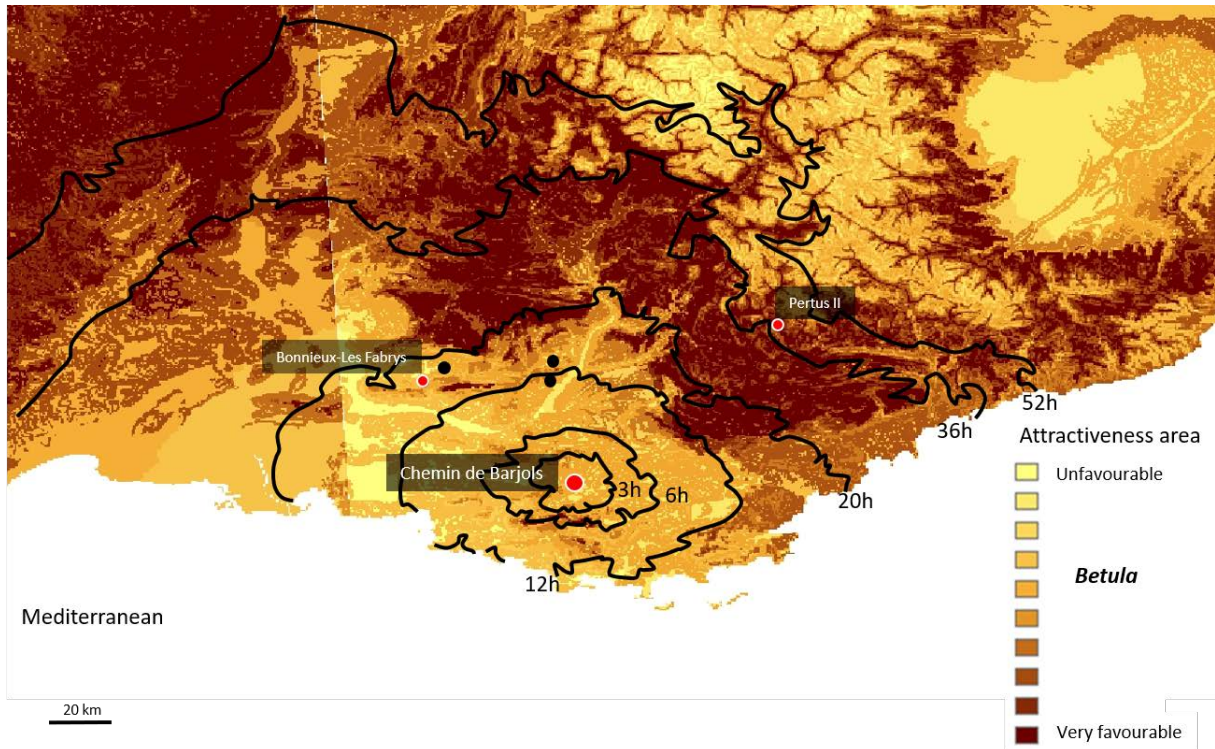 Pertus II
Bonnieux-Les Fabrys
52h
36h
Attractiveness area
Unfavourable
Chemin de Barjols
3h
6h
20h
12h
Betula
Mediterranean
20 km
Very favourable